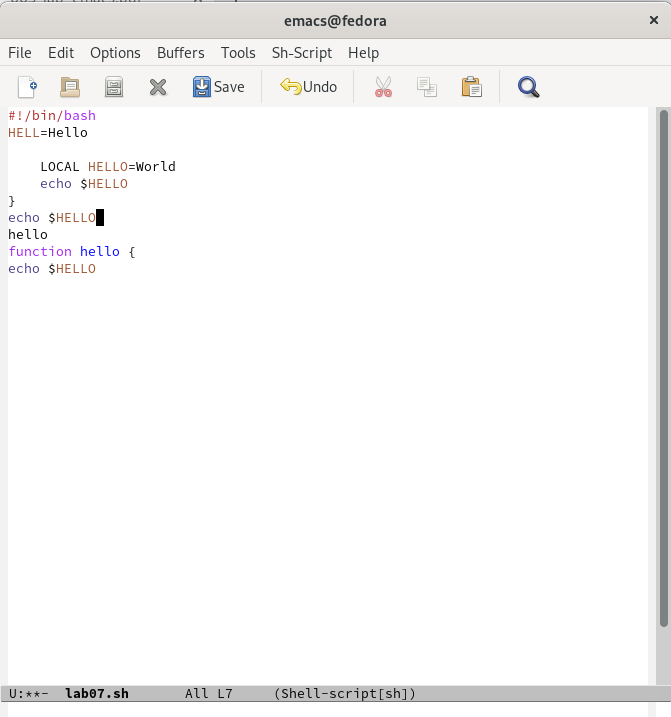 emacs@fedora
File Edit Options Buffers Tools Sh-Script Help
Save Undo
#!/bin/bash
HELL=Hello
LOCAL HELLO=World
echo $HELLO
}
echo $HELLO
hello
function hello {
echo $HELLO
U:**- lab07.sh All L7 (Shell-script[sh])